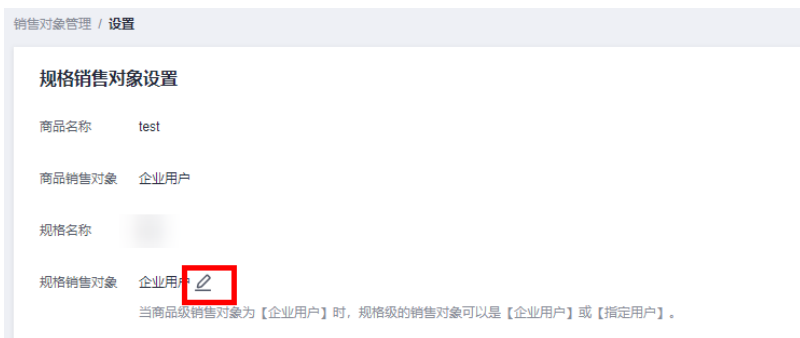 销售对象管理 / 设置
规格销售对象设置
商品名称 test
商品销售对象 企业用户
规格名称
规格销售对象 企业用户
当商品级销售对象为【企业用户】时，规格级的销售对象可以是【企业用户】或【指定用户】。